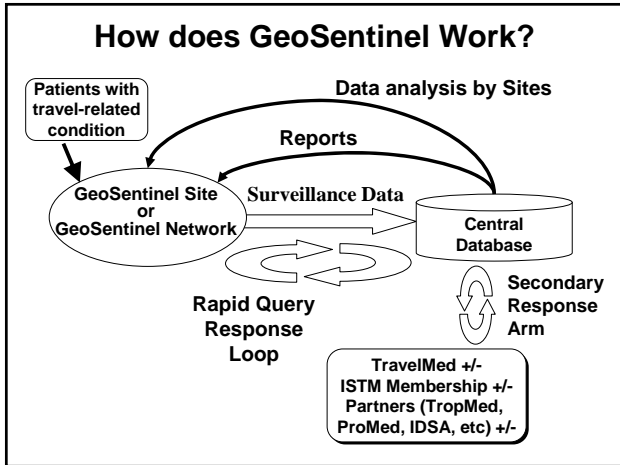 How does GeoSentinel Work?
Patients with
travel-related
condition
Data analysis by Sites
Reports
GeoSentinel Site
or
GeoSentinel Network
Surveillance Data
Central
Database
Rapid Query
Response
Loop
Secondary
Response
Arm
TravelMed +/-
ISTM Membership +/-
Partners (TropMed,
ProMed, IDSA, etc) +/-